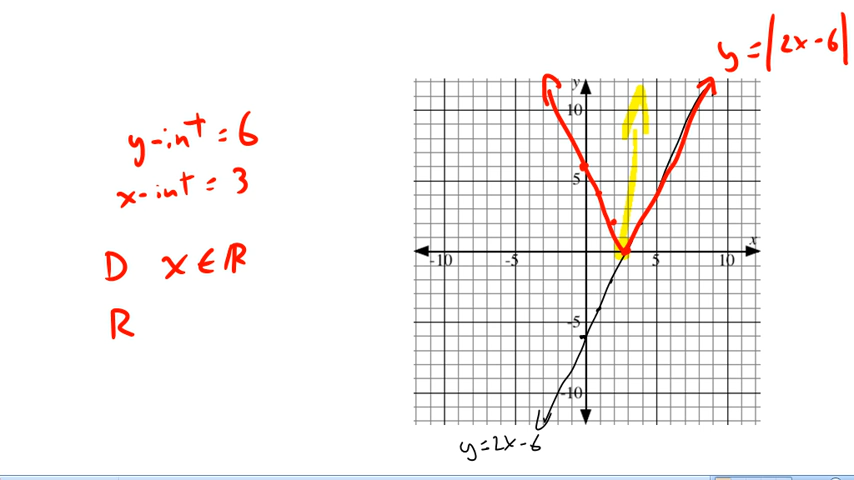 y = |2x - 6|
y-int = 6
x-int = 3
D x ∈ ℝ
R
y
10
5
x
-10 -5 5 10
-5
-10
y = 2x - 6